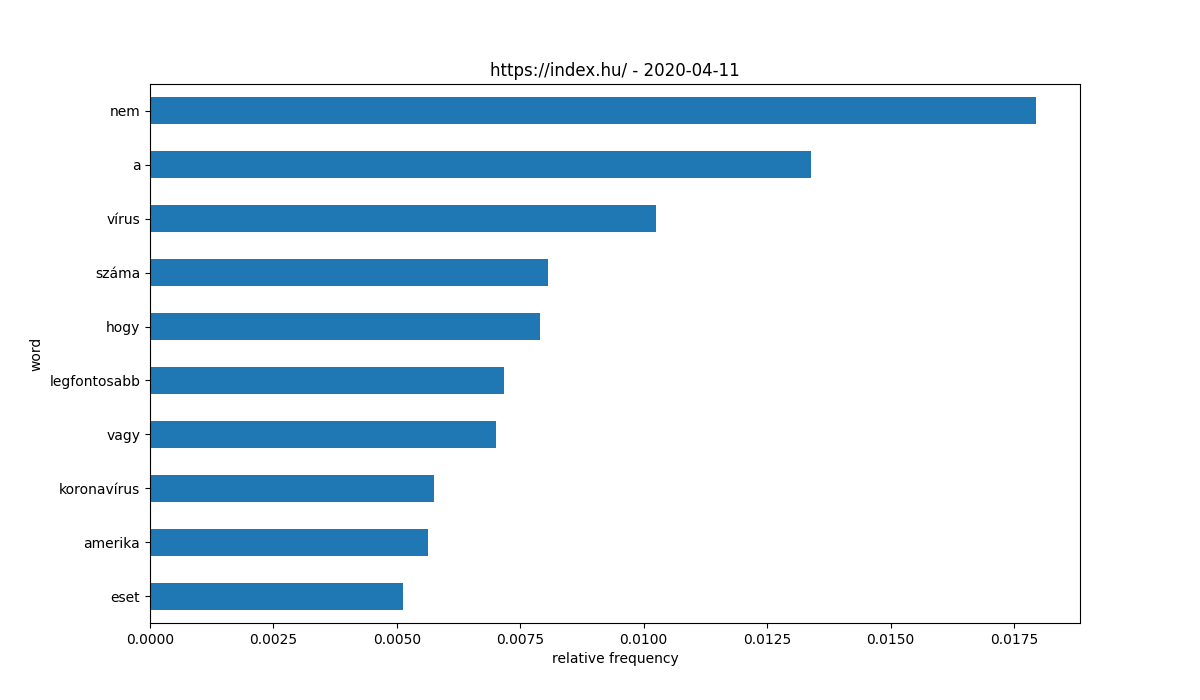 https://index.hu/ - 2020-04-11
nem
a
vírus
száma
hogy
legfontosabb
vagy
koronavírus
amerika
eset
word
0.0000 0.0025 0.0050 0.0075 0.0100 0.0125 0.0150 0.0175
relative frequency